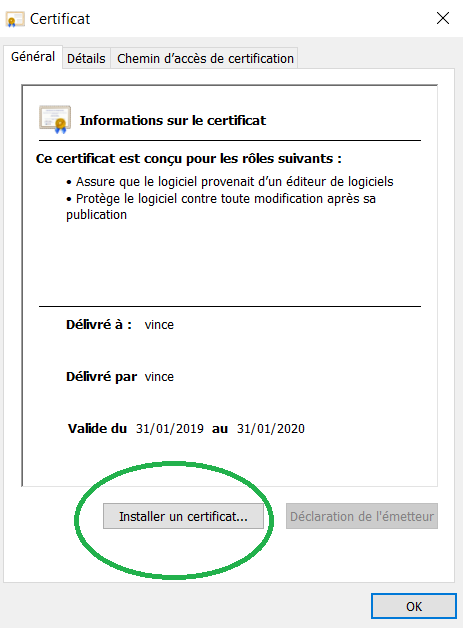 Certificat
Général Détails Chemin d’accès de certification
Informations sur le certificat
Ce certificat est conçu pour les rôles suivants :
• Assure que le logiciel provenait d’un éditeur de logiciels
• Protège le logiciel contre toute modification après sa
publication
Délivré à : vince
Délivré par vince
Valide du 31/01/2019 au 31/01/2020
Installer un certificat... Déclaration de l'émetteur
OK